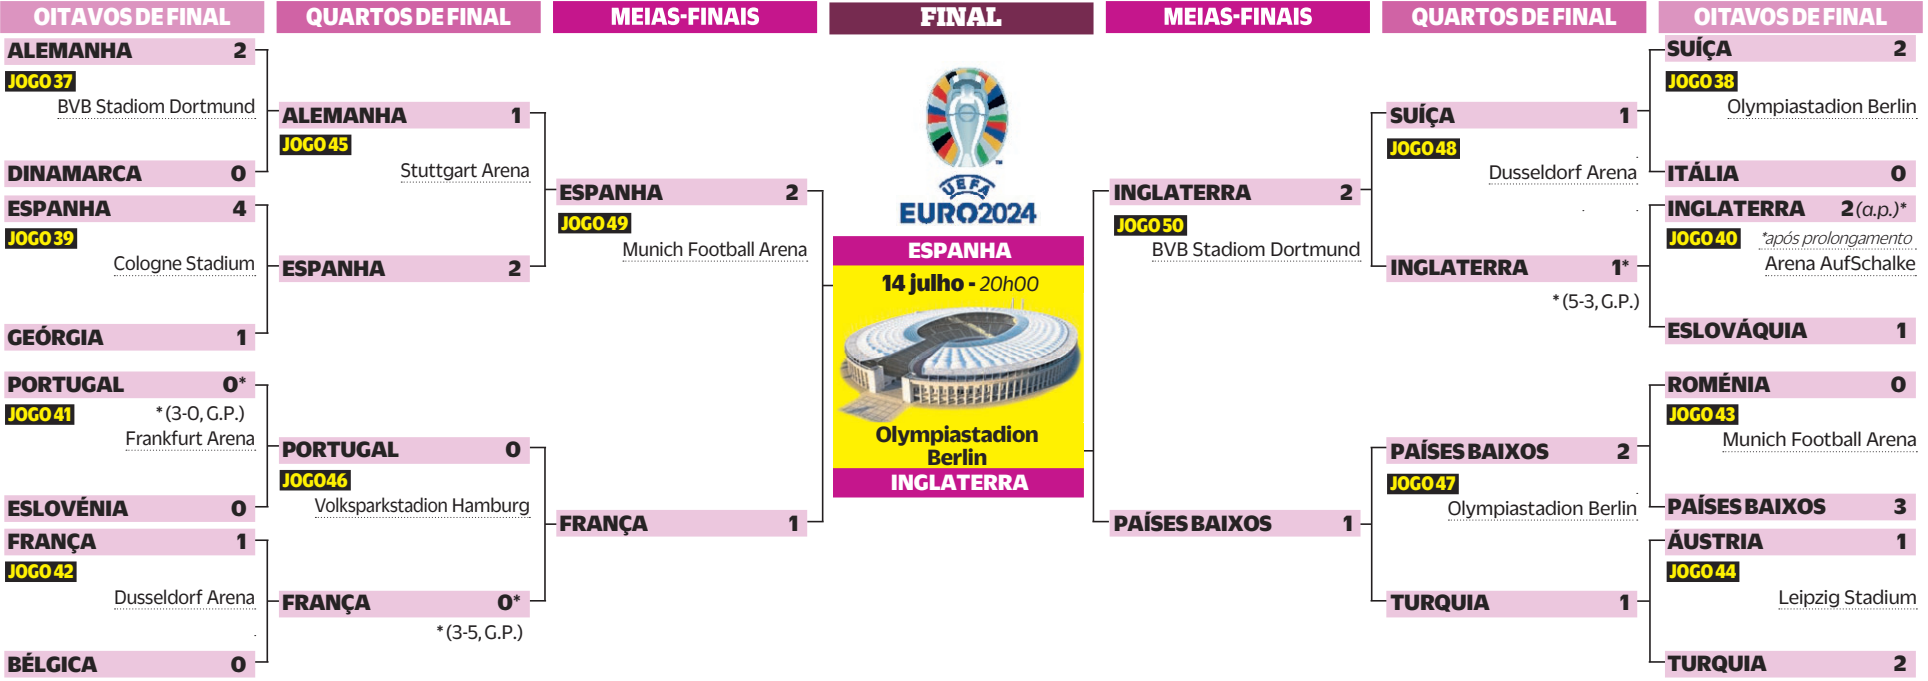 OITAVOS DE FINAL
QUARTOS DE FINAL
MEIAS-FINAIS
FINAL
MEIAS-FINAIS
QUARTOS DE FINAL
OITAVOS DE FINAL
ALEMANHA 2
JOGO 37
BVB Stadiom Dortmund
DINAMARCA 0
ESPANHA 4
JOGO 39
Cologne Stadium
GEÓRGIA 1
PORTUGAL 0*
JOGO 41
* (3-0, G.P.)
Frankfurt Arena
ESLOVÉNIA 0
FRANÇA 1
JOGO 42
Dusseldorf Arena
BÉLGICA 0
ALEMANHA 1
JOGO 45
Stuttgart Arena
ESPANHA 2
PORTUGAL 0
JOGO46
Volksparkstadion Hamburg
FRANÇA 0*
* (3-5, G.P.)
ESPANHA 2
JOGO 49
Munich Football Arena
FRANÇA 1
UEFA
EURO2024
ESPANHA
14 julho - 20h00
Olympiastadion
Berlin
INGLATERRA
INGLATERRA 2
JOGO 50
BVB Stadiom Dortmund
PAÍSES BAIXOS 1
SUÍÇA 1
JOGO 48
Dusseldorf Arena
INGLATERRA 1*
* (5-3, G.P.)
PAÍSES BAIXOS 2
JOGO 47
Olympiastadion Berlin
TURQUIA 1
SUÍÇA 2
JOGO 38
Olympiastadion Berlin
ITÁLIA 0
INGLATERRA 2 (a.p.)*
JOGO 40 *após prolongamento
Arena AufSchalke
ESLOVÁQUIA 1
ROMÉNIA 0
JOGO 43
Munich Football Arena
PAÍSES BAIXOS 3
ÁUSTRIA 1
JOGO 44
Leipzig Stadium
TURQUIA 2